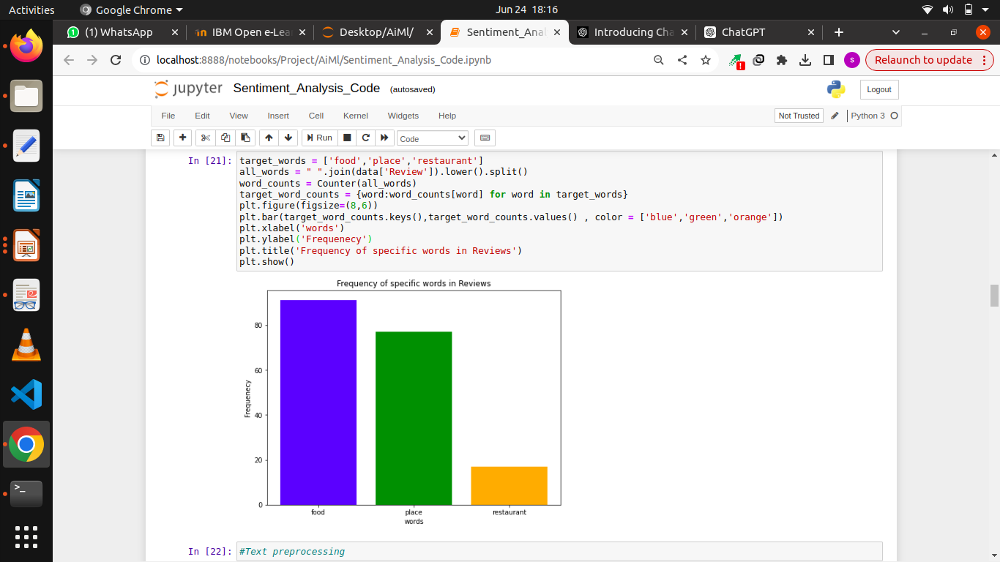 Activities
Google Chrome
Jun 24 18:16
(1) WhatsApp
IBM Open e-Lea
Desktop/AiMl/
Sentiment_Anal
Introducing Cha
ChatGPT
localhost:8888/notebooks/Project/AiMl/Sentiment_Analysis_Code.ipynb
S
Relaunch to update
jupyter Sentiment_Analysis_Code (autosaved)
Logout
File Edit View Insert Cell Kernel Widgets Help
Not Trusted
Python 3
Run
Code
In [21]:
target_words = ['food','place','restaurant']
all_words = " ".join(data['Review']).lower().split()
word_counts = Counter(all_words)
target_word_counts = {word:word_counts[word] for word in target_words}
plt.figure(figsize=(8,6))
plt.bar(target_word_counts.keys(),target_word_counts.values() , color = ['blue','green','orange'])
plt.xlabel('words')
plt.ylabel('Frequenecy')
plt.title('Frequency of specific words in Reviews')
plt.show()
Frequency of specific words in Reviews
80
60
40
20
0
Frequenecy
food place restaurant
words
In [22]: #Text preprocessing